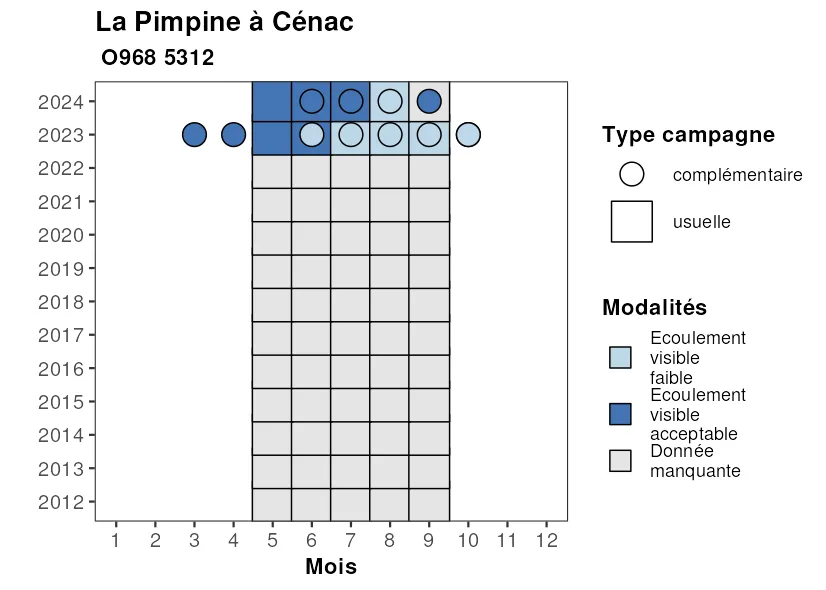 La Pimpine à Cénac
O968 5312
2024
2023
2022
2021
2020
2019
2018
2017
2016
2015
2014
2013
2012
1 2 3 4 5 6 7 8 9 10 11 12
Mois
Type campagne
complémentaire
usuelle
Modalités
Ecoulement
visible
faible
Ecoulement
visible
acceptable
Donnée
manquante